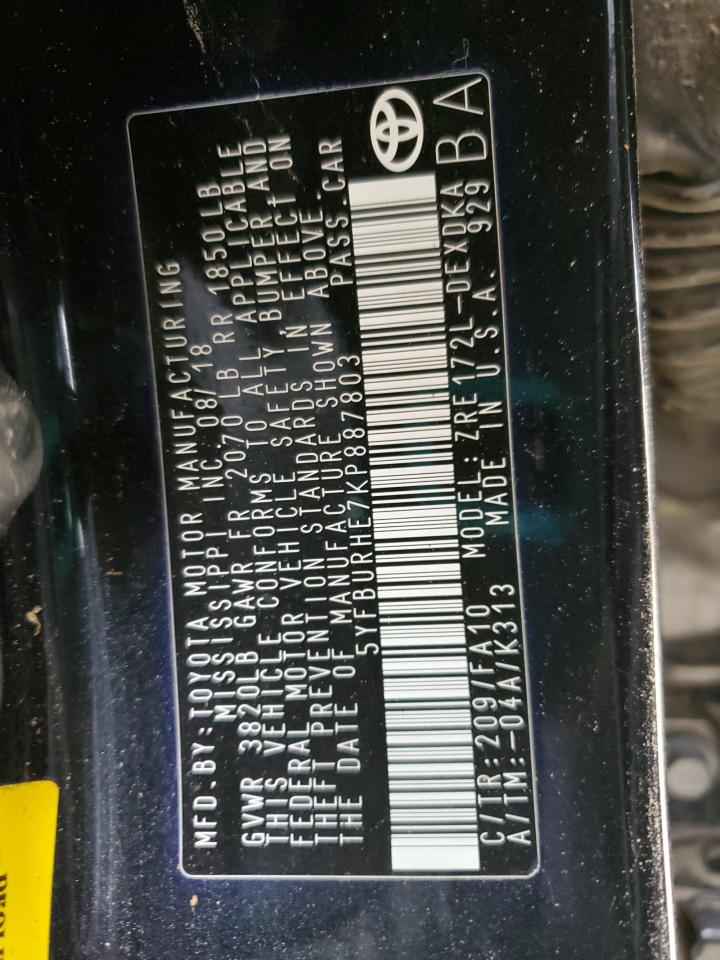 MFD.BY:TOYOTA MOTOR MANUFACTURING
MISSISSIPPI INC.08/18
GVWR 3820LB GAWR FR 2070 LB RR 1850LB
THIS VEHICLE CONFORMS TO ALL APPLICABLE
FEDERAL MOTOR VEHICLE SAFETY BUMPER AND
THEFT PREVENTION STANDARDS IN EFFECT ON
THE DATE OF MANUFACTURE SHOWN ABOVE.
5YFBURHE7KP887803 PASS.CAR
C/TR:209/FA10 MODEL:ZRE172L-DEXDKA
A/TM:-04A/K313 MADE IN U.S.A. 929
BA